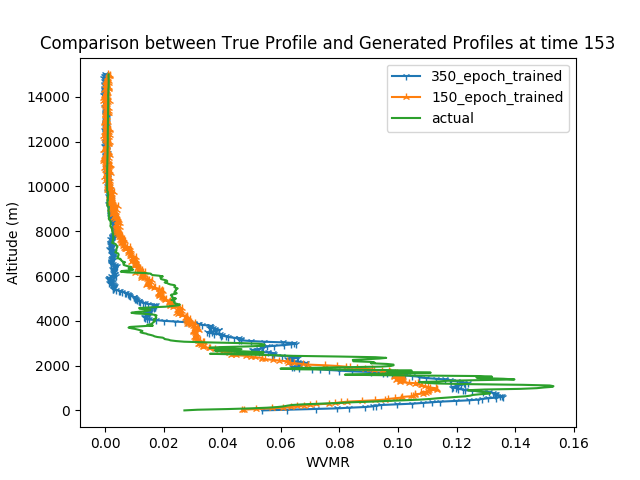 Comparison between True Profile and Generated Profiles at time 153
350_epoch_trained
150_epoch_trained
actual
Altitude (m)
14000
12000
10000
8000
6000
4000
2000
0
0.00 0.02 0.04 0.06 0.08 0.10 0.12 0.14 0.16
WVMR